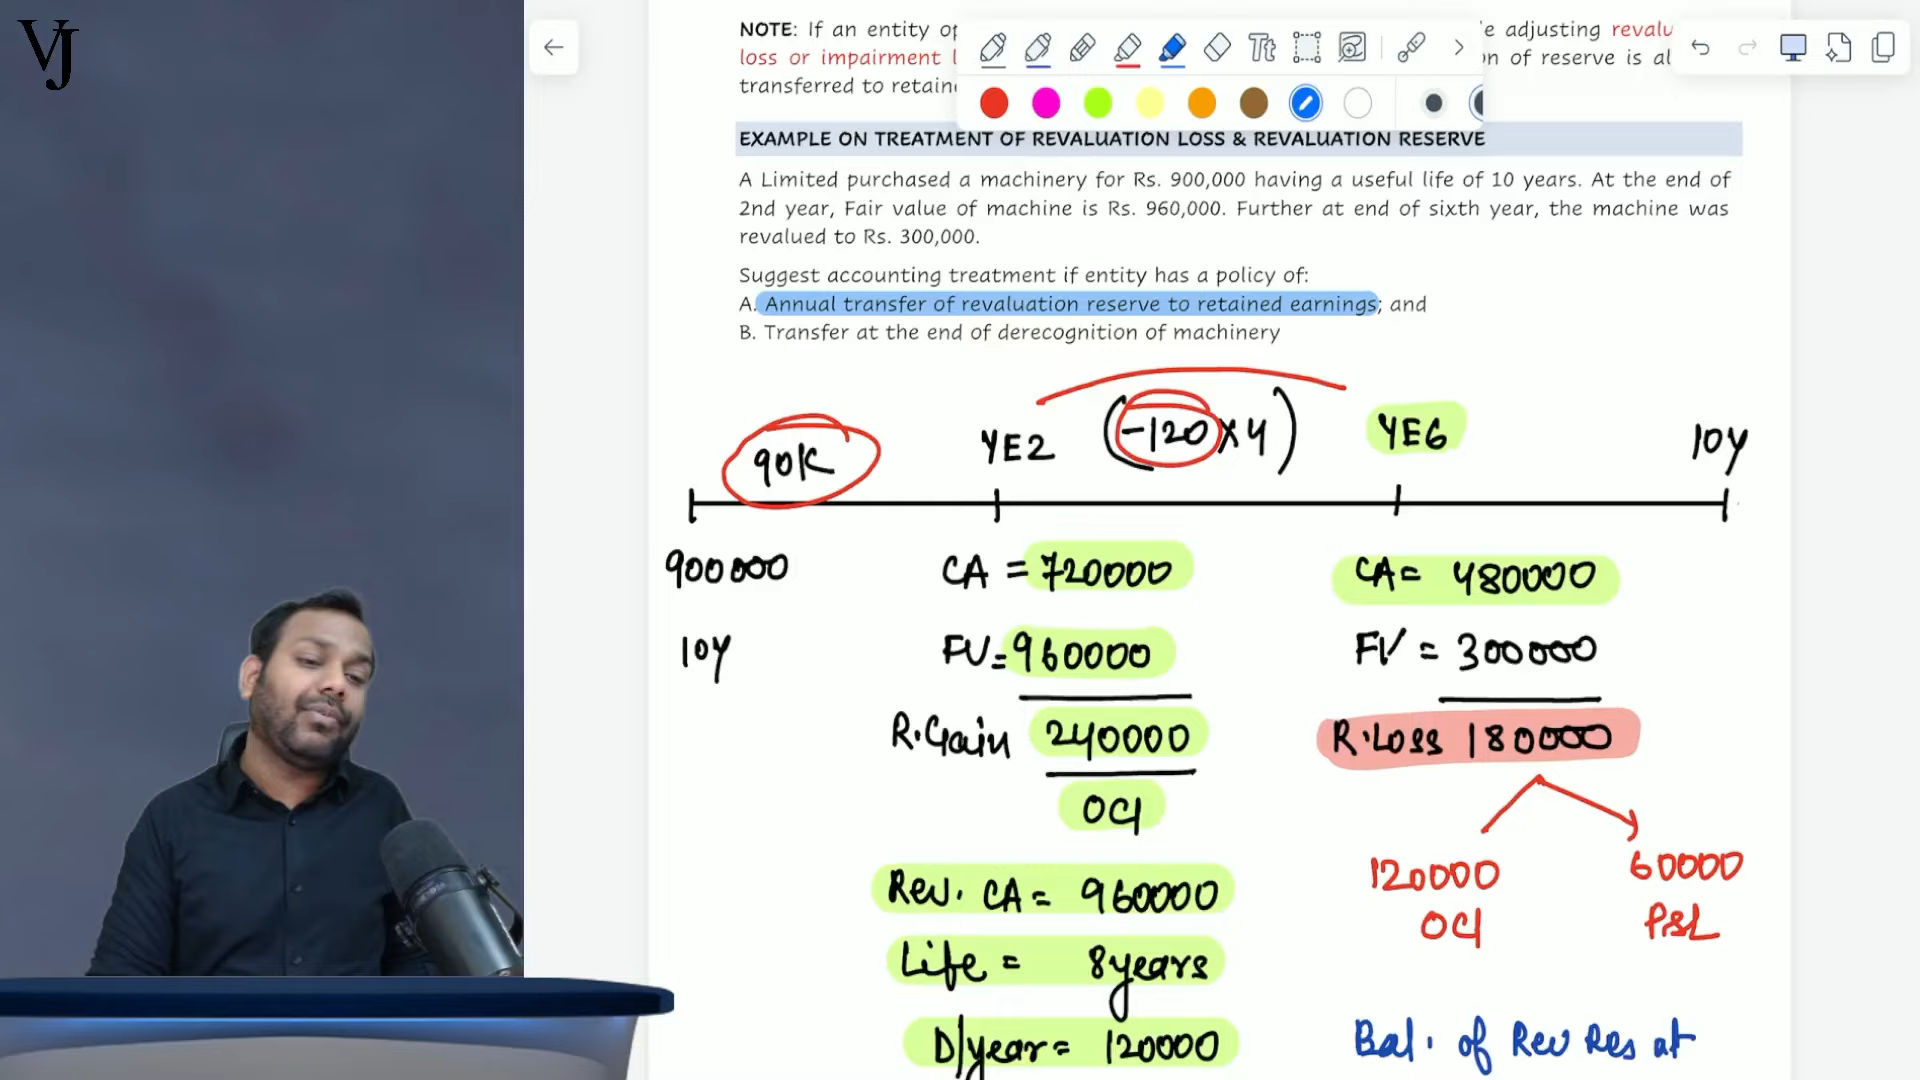 VJ
NOTE: If an entity op
e adjusting revalu
loss or impairment l
n of reserve is al
transferred to retain
Tt
EXAMPLE ON TREATMENT OF REVALUATION LOSS & REVALUATION RESERVE
A Limited purchased a machinery for Rs. 900,000 having a useful life of 10 years. At the end of
2nd year, Fair value of machine is Rs. 960,000. Further at end of sixth year, the machine was
revalued to Rs. 300,000.
Suggest accounting treatment if entity has a policy of:
A. Annual transfer of revaluation reserve to retained earnings; and
B. Transfer at the end of derecognition of machinery
90K YE2 (-120 x 4) YE6 10Y
900000 CA = 720000 CA = 480000
10Y FV = 960000 FV = 300000
R.Gain 240000 R.Loss 180000
OCI
120000 60000
OCI P&L
Rev. CA = 960000
Life = 8 years
D/year = 120000
Bal. of Rev Res at